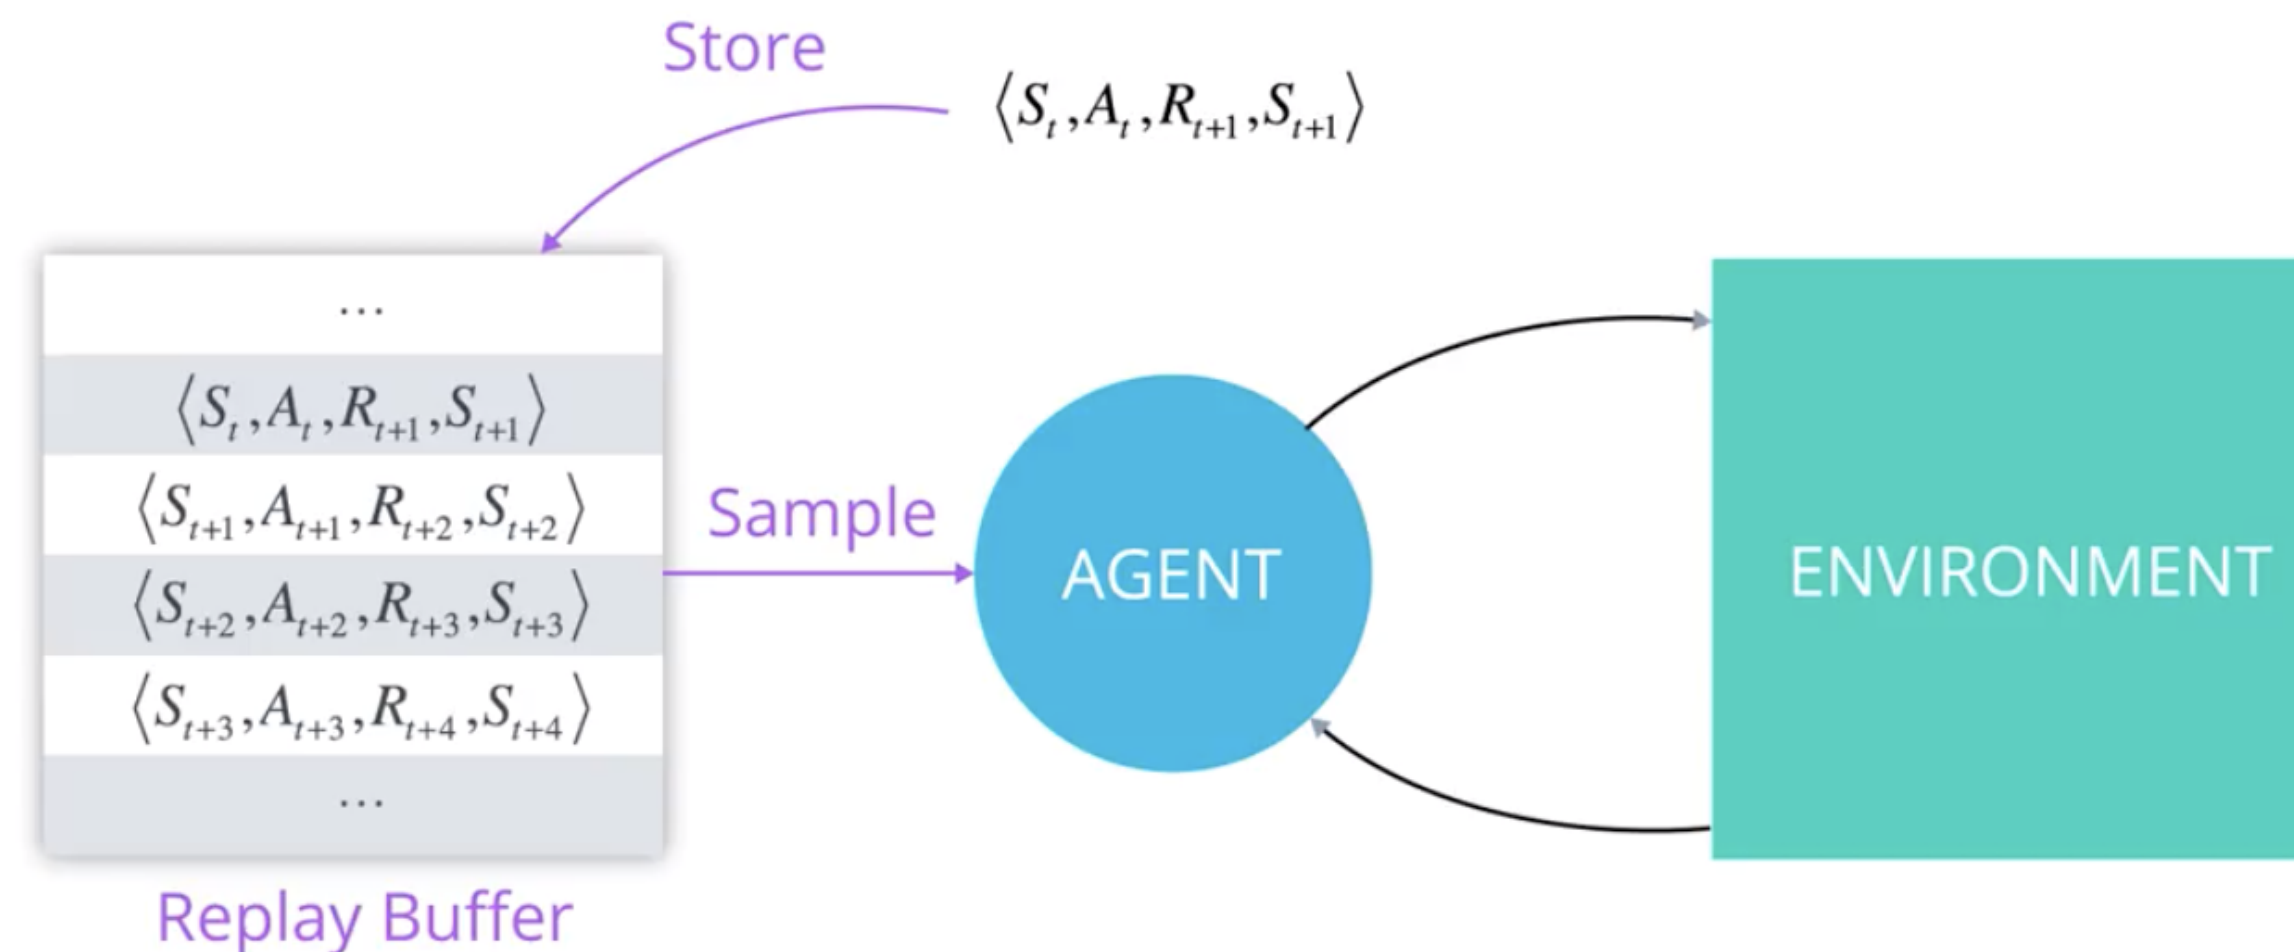 Store
⟨S_t, A_t, R_{t+1}, S_{t+1}⟩
...
⟨S_t, A_t, R_{t+1}, S_{t+1}⟩
⟨S_{t+1}, A_{t+1}, R_{t+2}, S_{t+2}⟩
⟨S_{t+2}, A_{t+2}, R_{t+3}, S_{t+3}⟩
⟨S_{t+3}, A_{t+3}, R_{t+4}, S_{t+4}⟩
...
Replay Buffer
Sample
AGENT
ENVIRONMENT